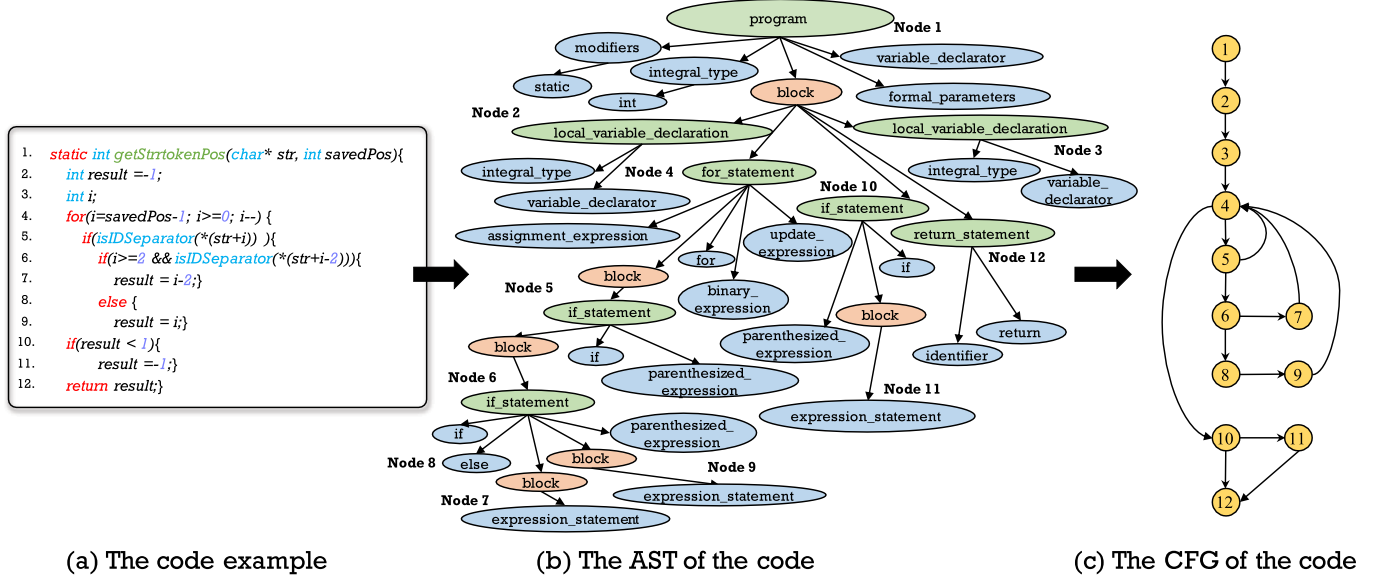 1. static int getStrrtokenPos(char* str, int savedPos){
2. int result =-1;
3. int i;
4. for(i=savedPos-1; i>=0; i--) {
5. if(isIDSeparator(*(str+i)) ){
6. if(i>=2 && isIDSeparator(*(str+i-2))){
7. result = i-2;}
8. else {
9. result = i;}
10. if(result < 1){
11. result =-1;}
12. return result;}
(a) The code example
program
Node 1
modifiers
variable_declarator
integral_type
static
int
block
formal_parameters
Node 2
local_variable_declaration
local_variable_declaration
Node 3
integral_type
Node 4
for_statement
integral_type
variable_
declarator
variable_declarator
Node 10
if_statement
assignment_expression
update_
expression
return_statement
for
if
Node 12
block
binary_
expression
Node 5
if_statement
block
parenthesized_
expression
return
identifier
block
if
parenthesized_
expression
Node 6
if_statement
Node 11
expression_statement
if
parenthesized_
expression
Node 8
else
block
Node 9
block
expression_statement
Node 7
expression_statement
(b) The AST of the code
1
2
3
4
5
6
7
8
9
10
11
12
(c) The CFG of the code